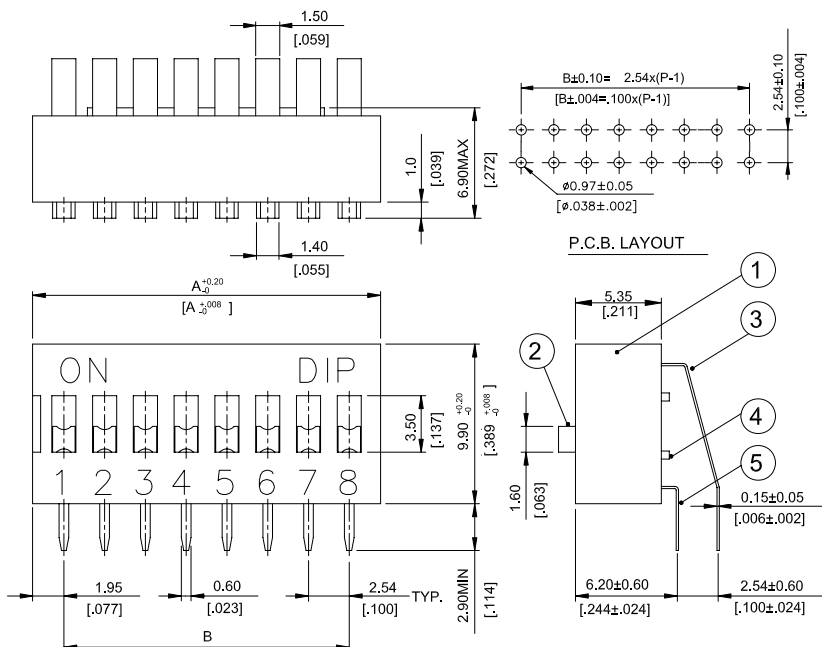 1.50
[.059]
1.0
[.039]
6.90MAX
[.272]
1.40
[.055]
B±0.10= 2.54x(P-1)
[B±.004=.100x(P-1)]
2.54±0.10
[.100±.004]
ø0.97±0.05
[ø.038±.002]
P.C.B. LAYOUT
A +0.20 -0
[A +.008 -0 ]
ON DIP
1 2 3 4 5 6 7 8
3.50
[.137]
9.90 +0.20 -0
[.389 +.008 -0 ]
1.95
[.077]
0.60
[.023]
2.54 TYP.
[.100]
2.90MIN
[.114]
B
5.35
[.211]
1
2
3
4
5
1.60
[.063]
0.15±0.05
[.006±.002]
6.20±0.60
[.244±.024]
2.54±0.60
[.100±.024]